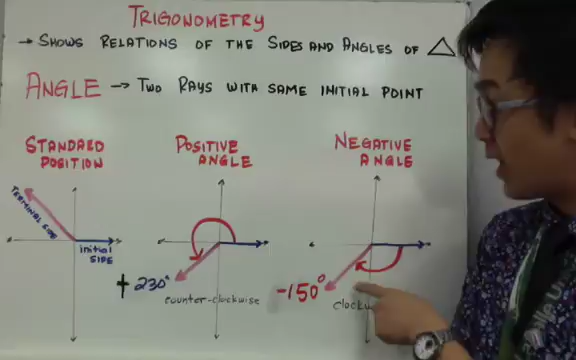 TRIGONOMETRY
→ SHOWS RELATIONS OF THE SIDES AND ANGLES OF △
ANGLE → TWO RAYS WITH SAME INITIAL POINT
STANDARD POSITION
TERMINAL SIDE
initial SIDE
POSITIVE ANGLE
+230°
counter-clockwise
NEGATIVE ANGLE
-150°